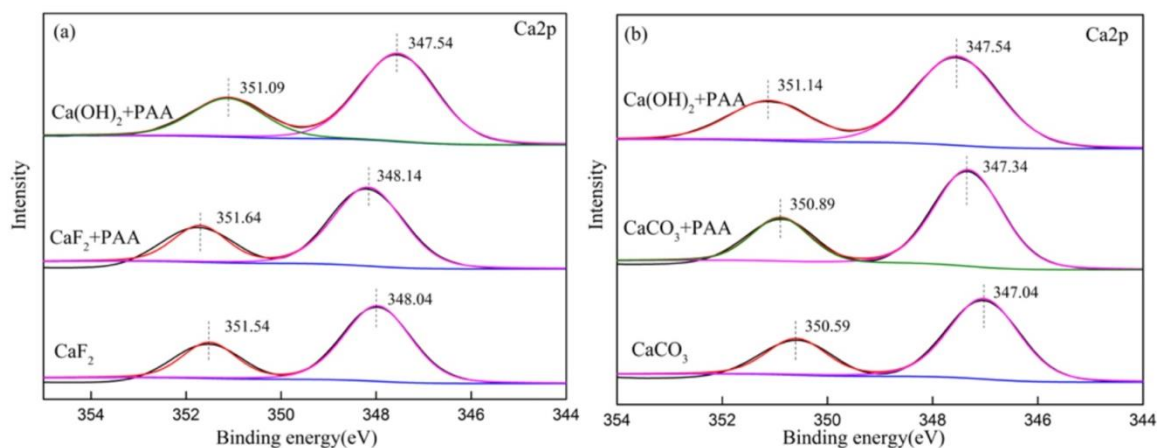 (a)
Ca2p
347.54
351.09
Ca(OH)₂+PAA
348.14
351.64
CaF₂+PAA
348.04
351.54
CaF₂
Intensity
354 352 350 348 346 344
Binding energy(eV)
(b)
Ca2p
347.54
351.14
Ca(OH)₂+PAA
347.34
350.89
CaCO₃+PAA
347.04
350.59
CaCO₃
Intensity
354 352 350 348 346 344
Binding energy(eV)